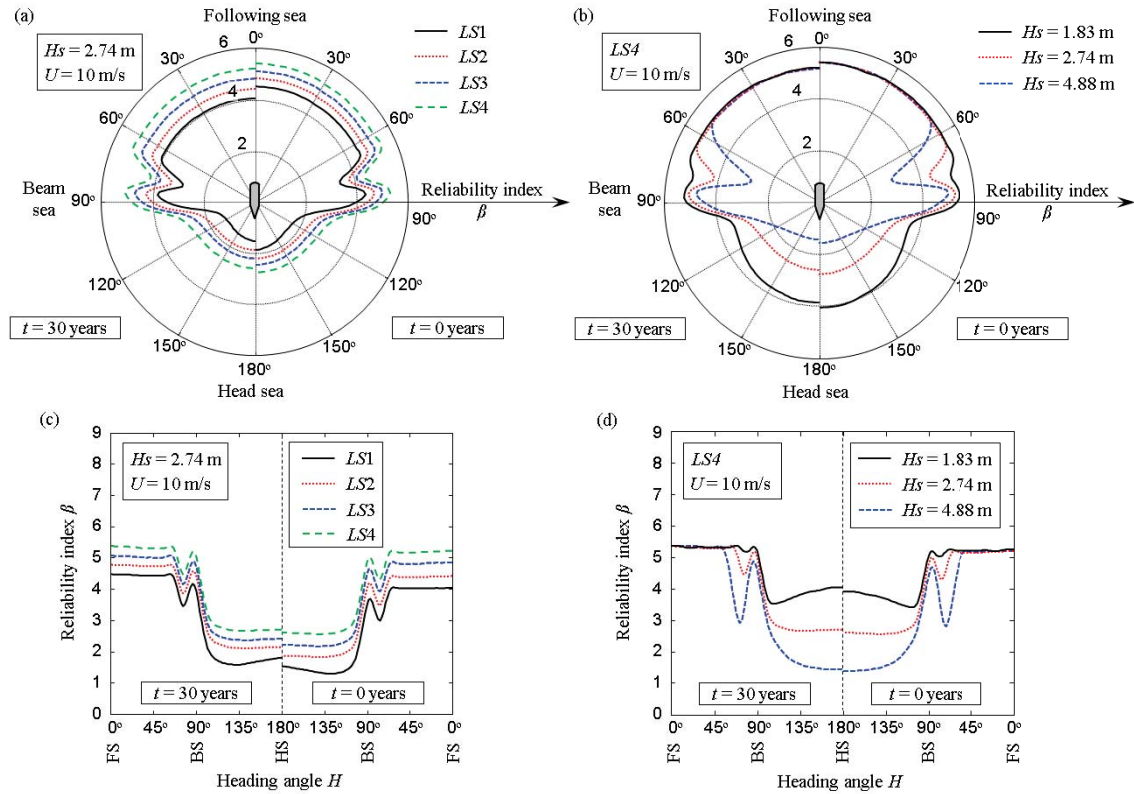 (a)
Following sea
Hs = 2.74 m
U = 10 m/s
6
0°
30°
30°
60°
60°
4
2
LS1
LS2
LS3
LS4
Beam
sea
90°
90°
Reliability index
β
120°
120°
t = 30 years
t = 0 years
150°
150°
180°
Head sea
(b)
Following sea
LS4
U = 10 m/s
6
0°
30°
30°
60°
60°
4
2
Hs = 1.83 m
Hs = 2.74 m
Hs = 4.88 m
Beam
sea
90°
90°
Reliability index
β
120°
120°
t = 30 years
t = 0 years
150°
150°
180°
Head sea
(c)
9
8
7
6
5
4
3
2
1
0
Reliability index β
Hs = 2.74 m
U = 10 m/s
LS1
LS2
LS3
LS4
t = 30 years
t = 0 years
0° 45° 90° 135° 180° 135° 90° 45° 0°
FS BS HS BS FS
Heading angle H
(d)
9
8
7
6
5
4
3
2
1
0
Reliability index β
LS4
U = 10 m/s
Hs = 1.83 m
Hs = 2.74 m
Hs = 4.88 m
t = 30 years
t = 0 years
0° 45° 90° 135° 180° 135° 90° 45° 0°
FS BS HS BS FS
Heading angle H